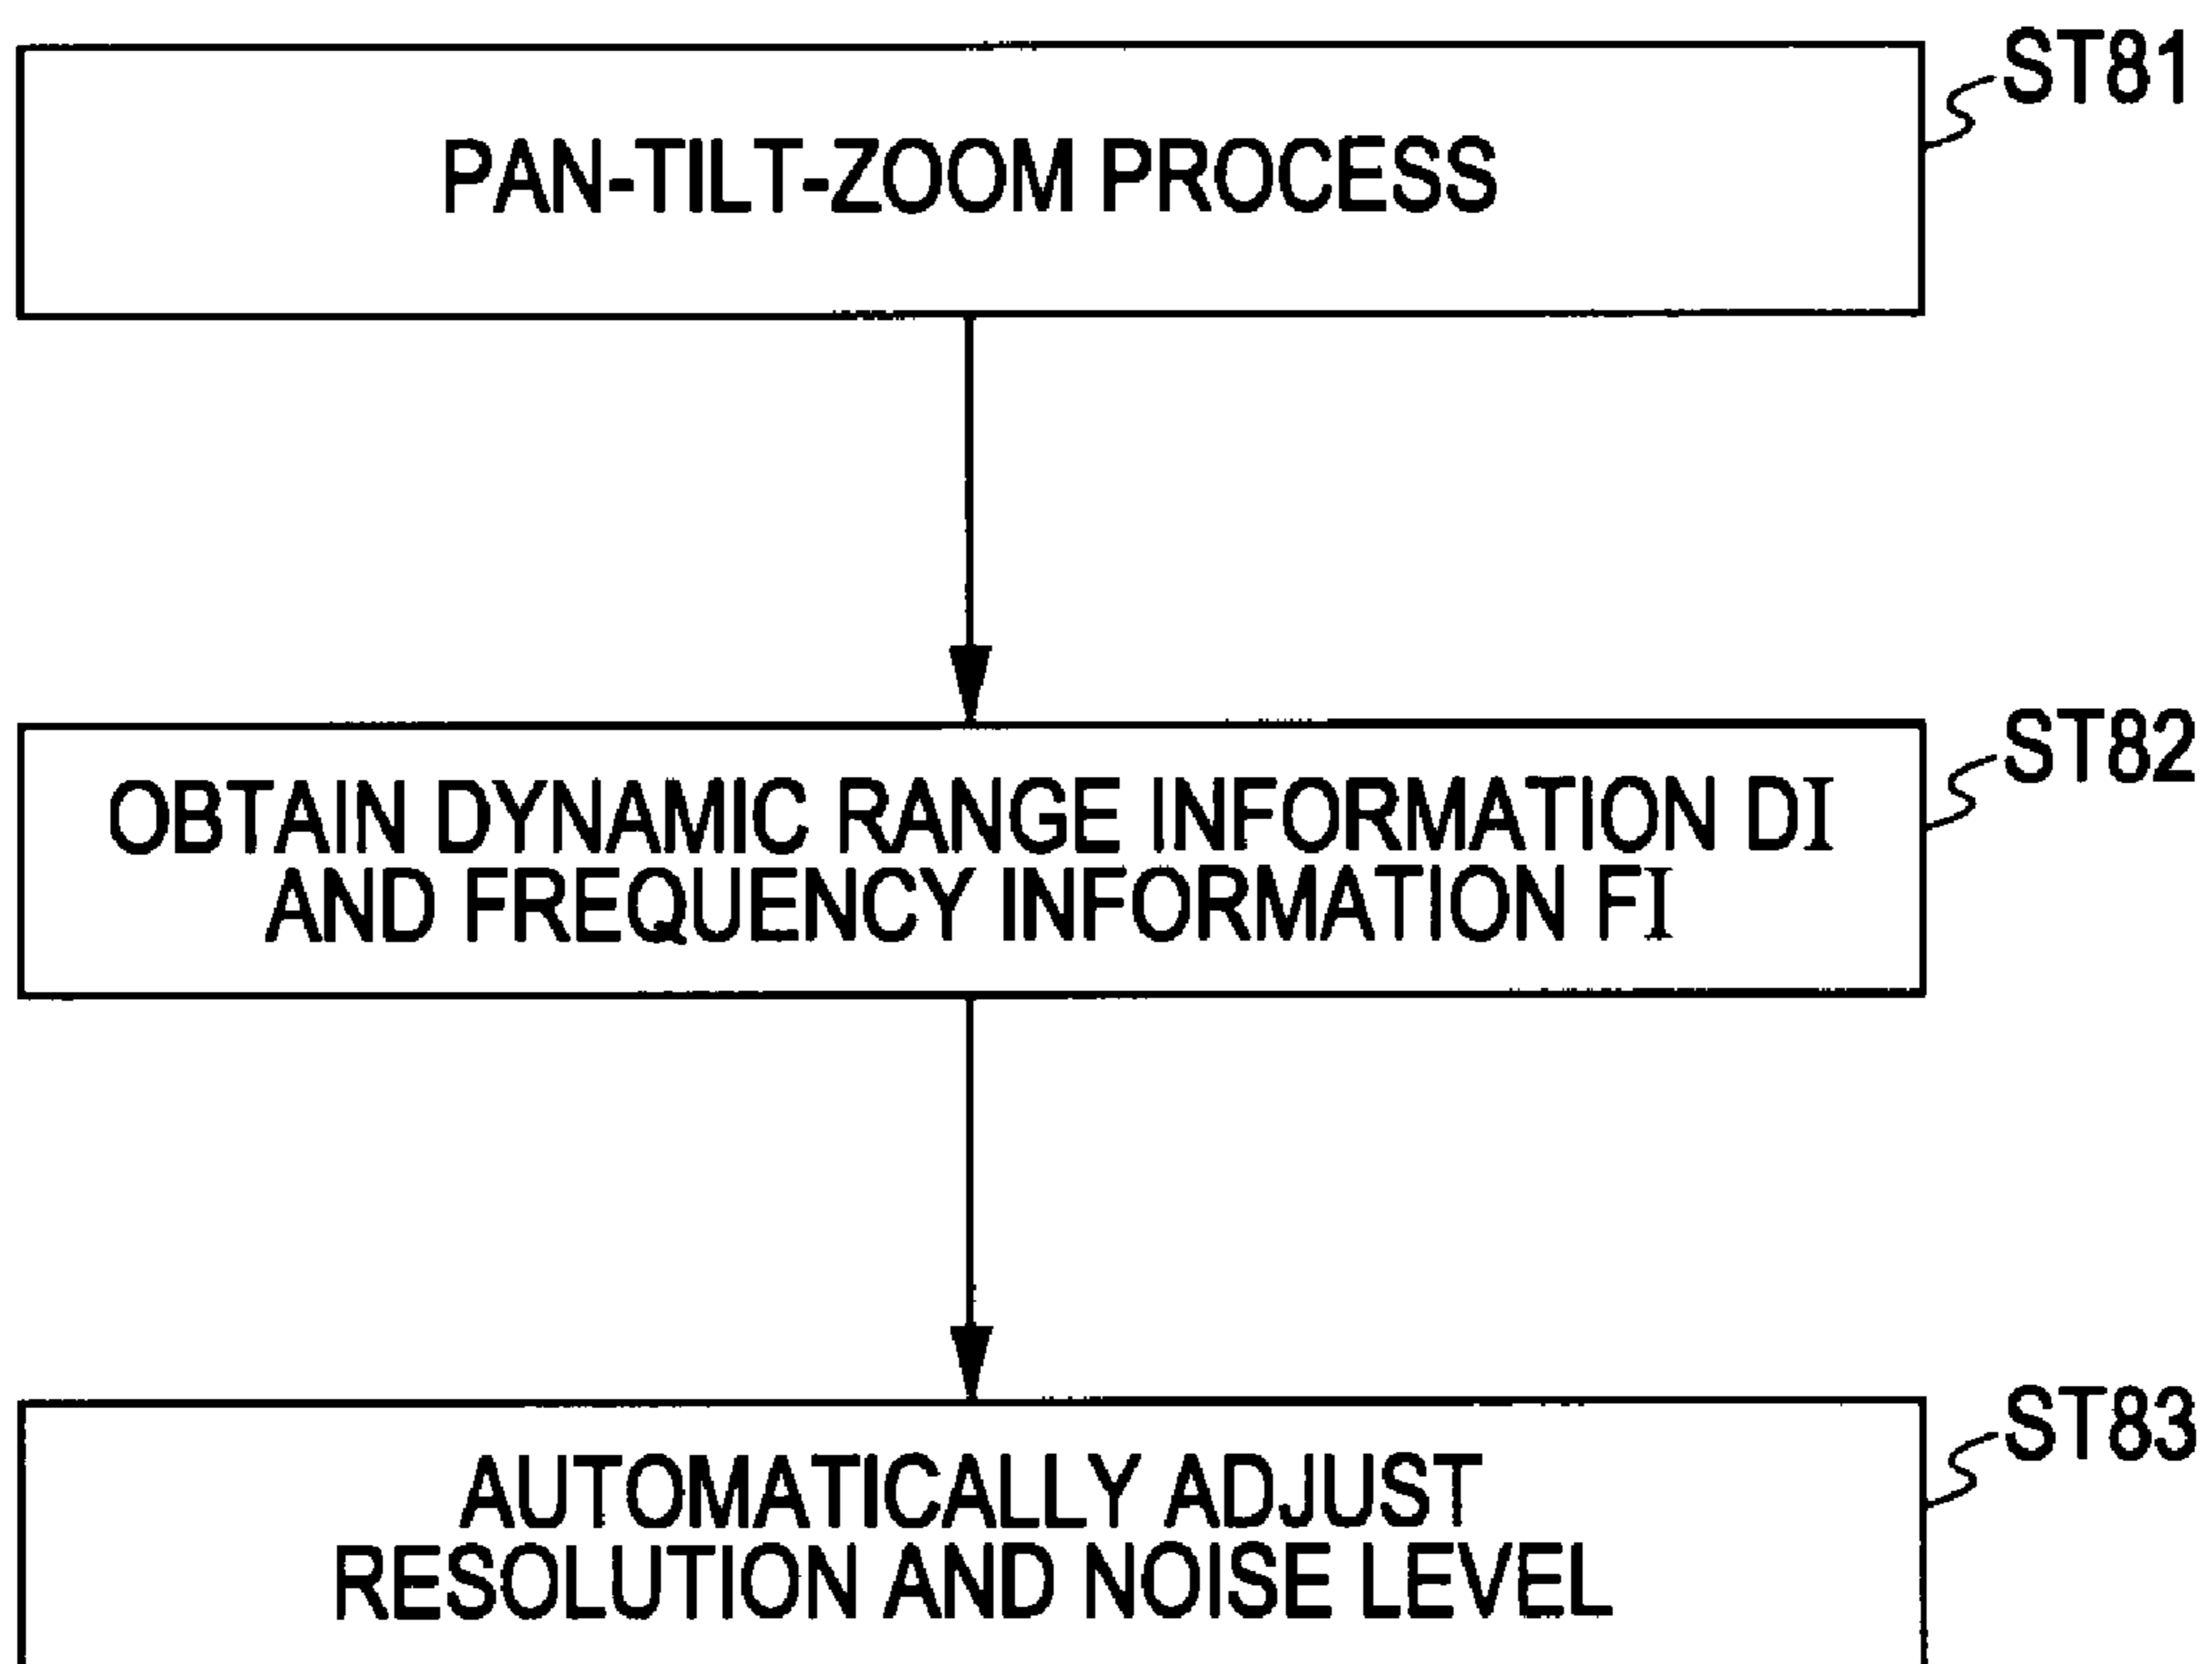 ST81
PAN-TILT-ZOOM PROCESS
ST82
OBTAIN DYNAMIC RANGE INFORMATION DI
AND FREQUENCY INFORMATION FI
ST83
AUTOMATICALLY ADJUST
RESOLUTION AND NOISE LEVEL